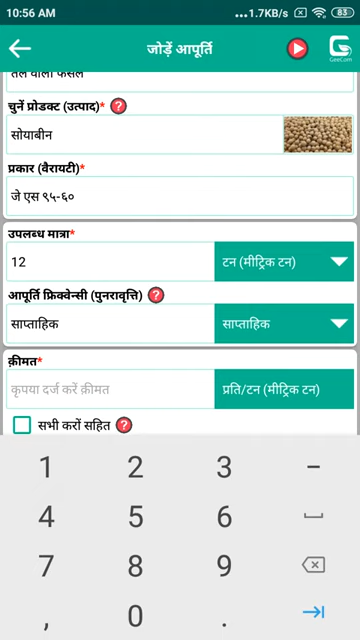 10:56 AM ...1.7KB/s 83
जोड़ें आपूर्ति
GeeCom
तेल वाली फसल
चुनें प्रोडक्ट (उत्पाद)* ?
सोयाबीन
प्रकार (वैरायटी)*
जे एस ९५-६०
उपलब्ध मात्रा*
12 टन (मीट्रिक टन)
आपूर्ति फ्रिक्वेन्सी (पुनरावृत्ति) ?
साप्ताहिक साप्ताहिक
क़ीमत*
कृपया दर्ज करें क़ीमत प्रति/टन (मीट्रिक टन)
सभी करों सहित ?
1 2 3 -
4 5 6
7 8 9
, 0 .